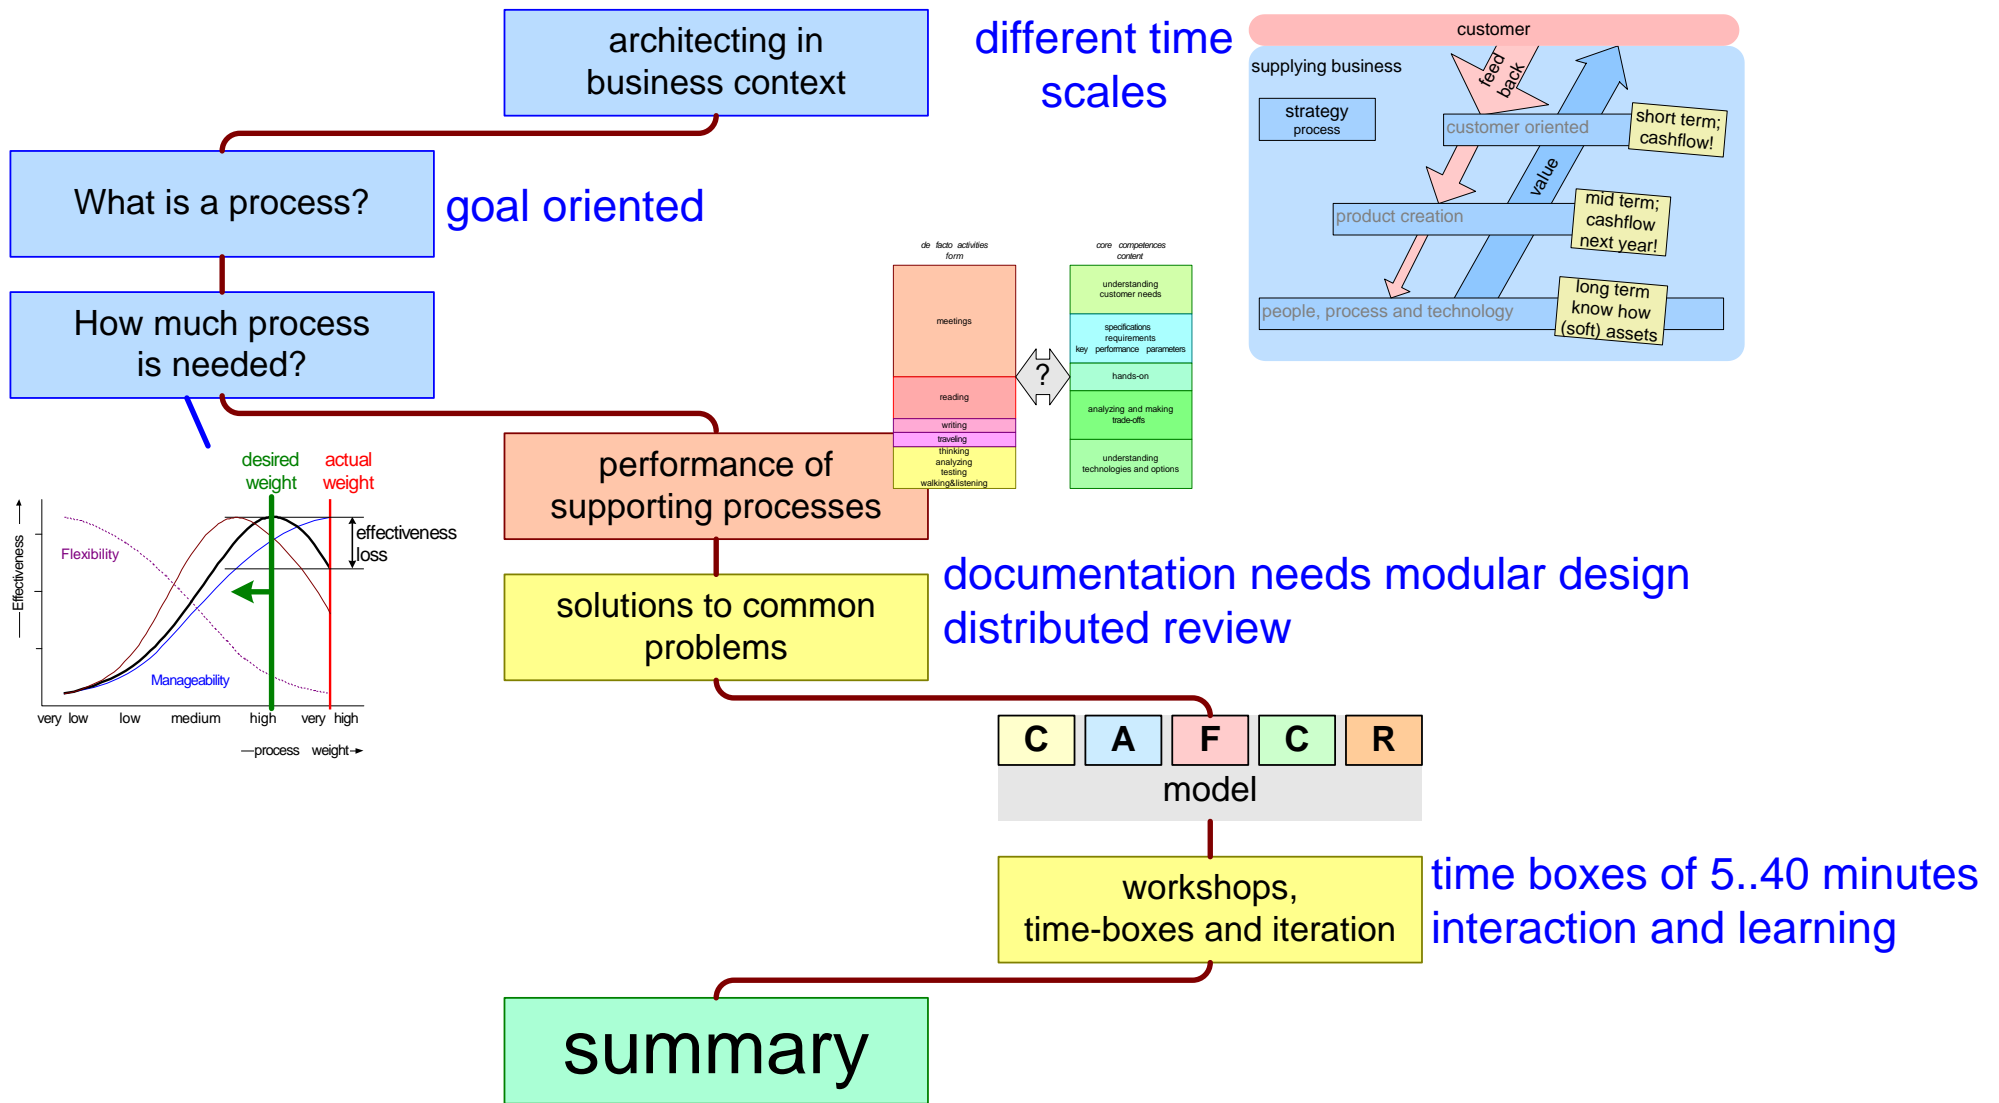 architecting in
business context
different time
scales
customer
supplying business
feed
back
strategy
process
customer oriented
short term;
cashflow!
value
product creation
mid term;
cashflow
next year!
people, process and technology
long term
know how
(soft) assets
What is a process?
goal oriented
How much process
is needed?
de facto activities
form
meetings
reading
writing
traveling
thinking
analyzing
testing
walking&listening
?
core competences
content
understanding
customer needs
specifications
requirements
key performance parameters
hands-on
analyzing and making
trade-offs
understanding
technologies and options
performance of
supporting processes
desired
weight
actual
weight
effectiveness
loss
Effectiveness
Flexibility
Manageability
very low
low
medium
high
very high
process weight
solutions to common
problems
documentation needs modular design
distributed review
C A F C R
model
workshops,
time-boxes and iteration
time boxes of 5..40 minutes
interaction and learning
summary